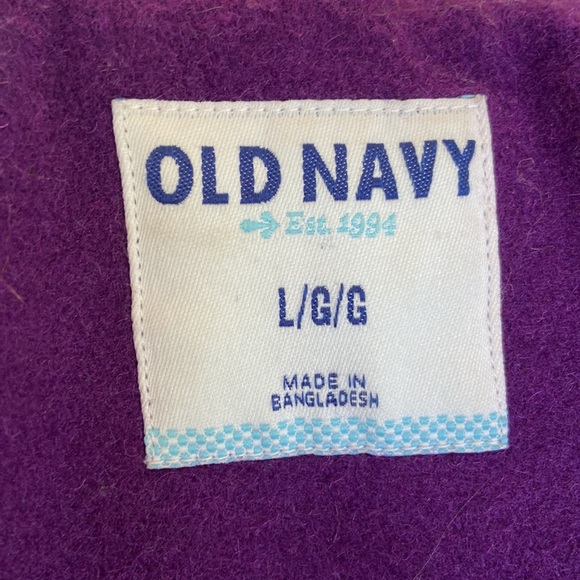 OLD NAVY
Est. 1994
L/G/G
MADE IN
BANGLADESH